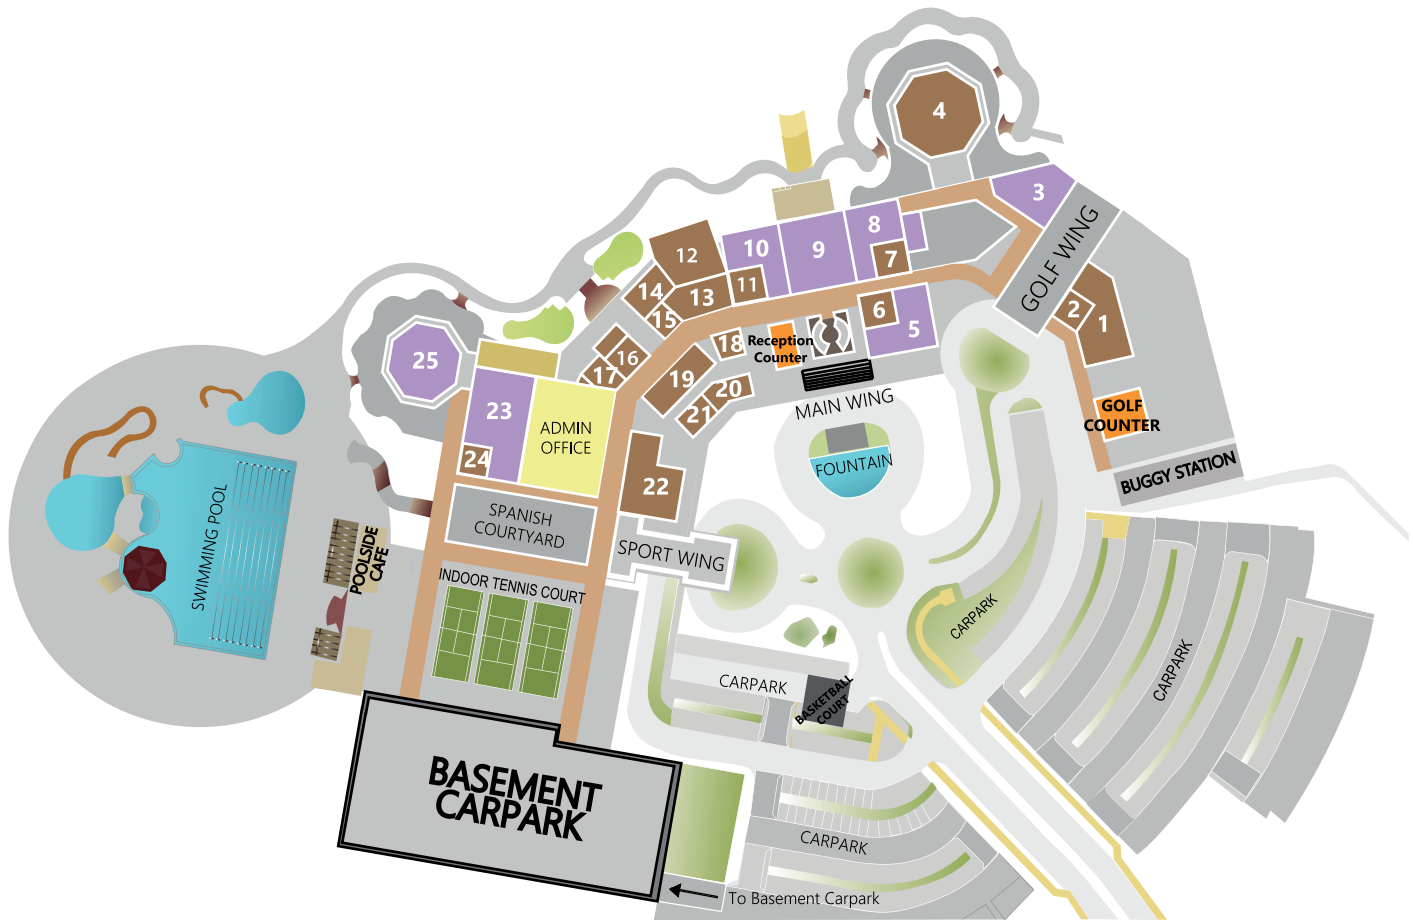 4
3
GOLF WING
8
10
9
7
12
11
14
13
2
1
6
5
15
18
Reception
Counter
16
25
17
19
20
MAIN WING
21
GOLF
COUNTER
23
ADMIN
OFFICE
24
FOUNTAIN
BUGGY STATION
22
SPANISH
COURTYARD
SWIMMING POOL
POOLSIDE
CAFE
SPORT WING
INDOOR TENNIS COURT
CARPARK
CARPARK
CARPARK
BASKETBALL
COURT
BASEMENT
CARPARK
CARPARK
To Basement Carpark